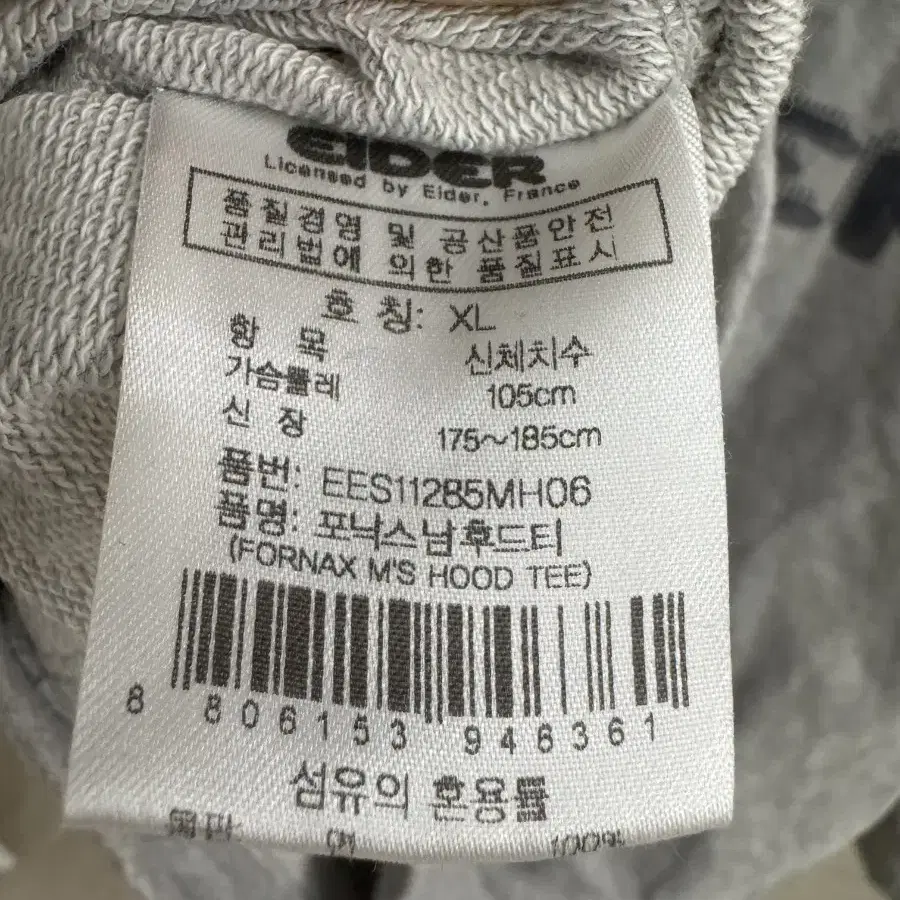 EIDER
Licensed by Eider, France
품질경영 및 공산품안전
관리법에 의한 품질표시
호 칭: XL
항 목 신체치수
가슴둘레 105cm
신 장 175~185cm
품번: EES11285MH06
품명: 포낙스남후드티
(FORNAX M'S HOOD TEE)
8 806153 946361
섬유의 혼용률
100%